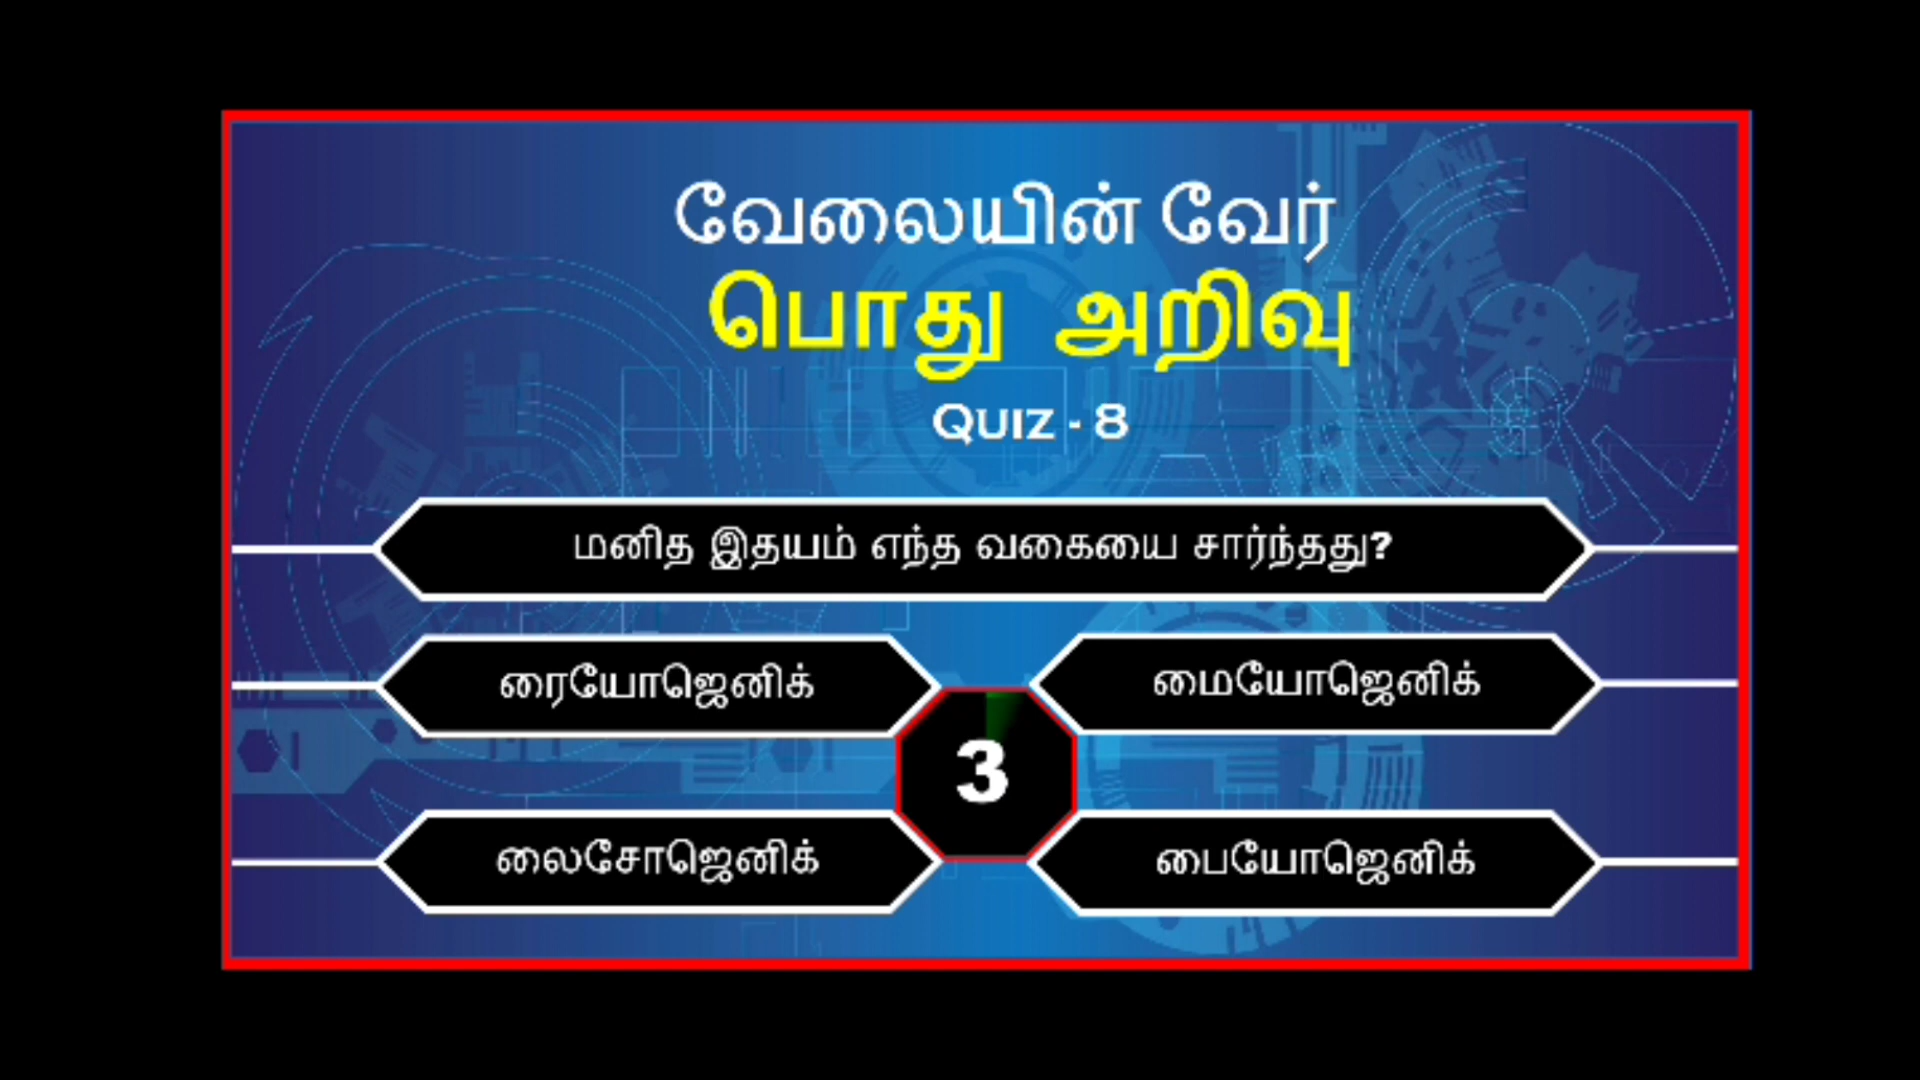 வேலையின் வேர்
பொது அறிவு
QUIZ - 8
மனித இதயம் எந்த வகையை சார்ந்தது?
ரையோஜெனிக்
மையோஜெனிக்
3
லைசோஜெனிக்
பையோஜெனிக்